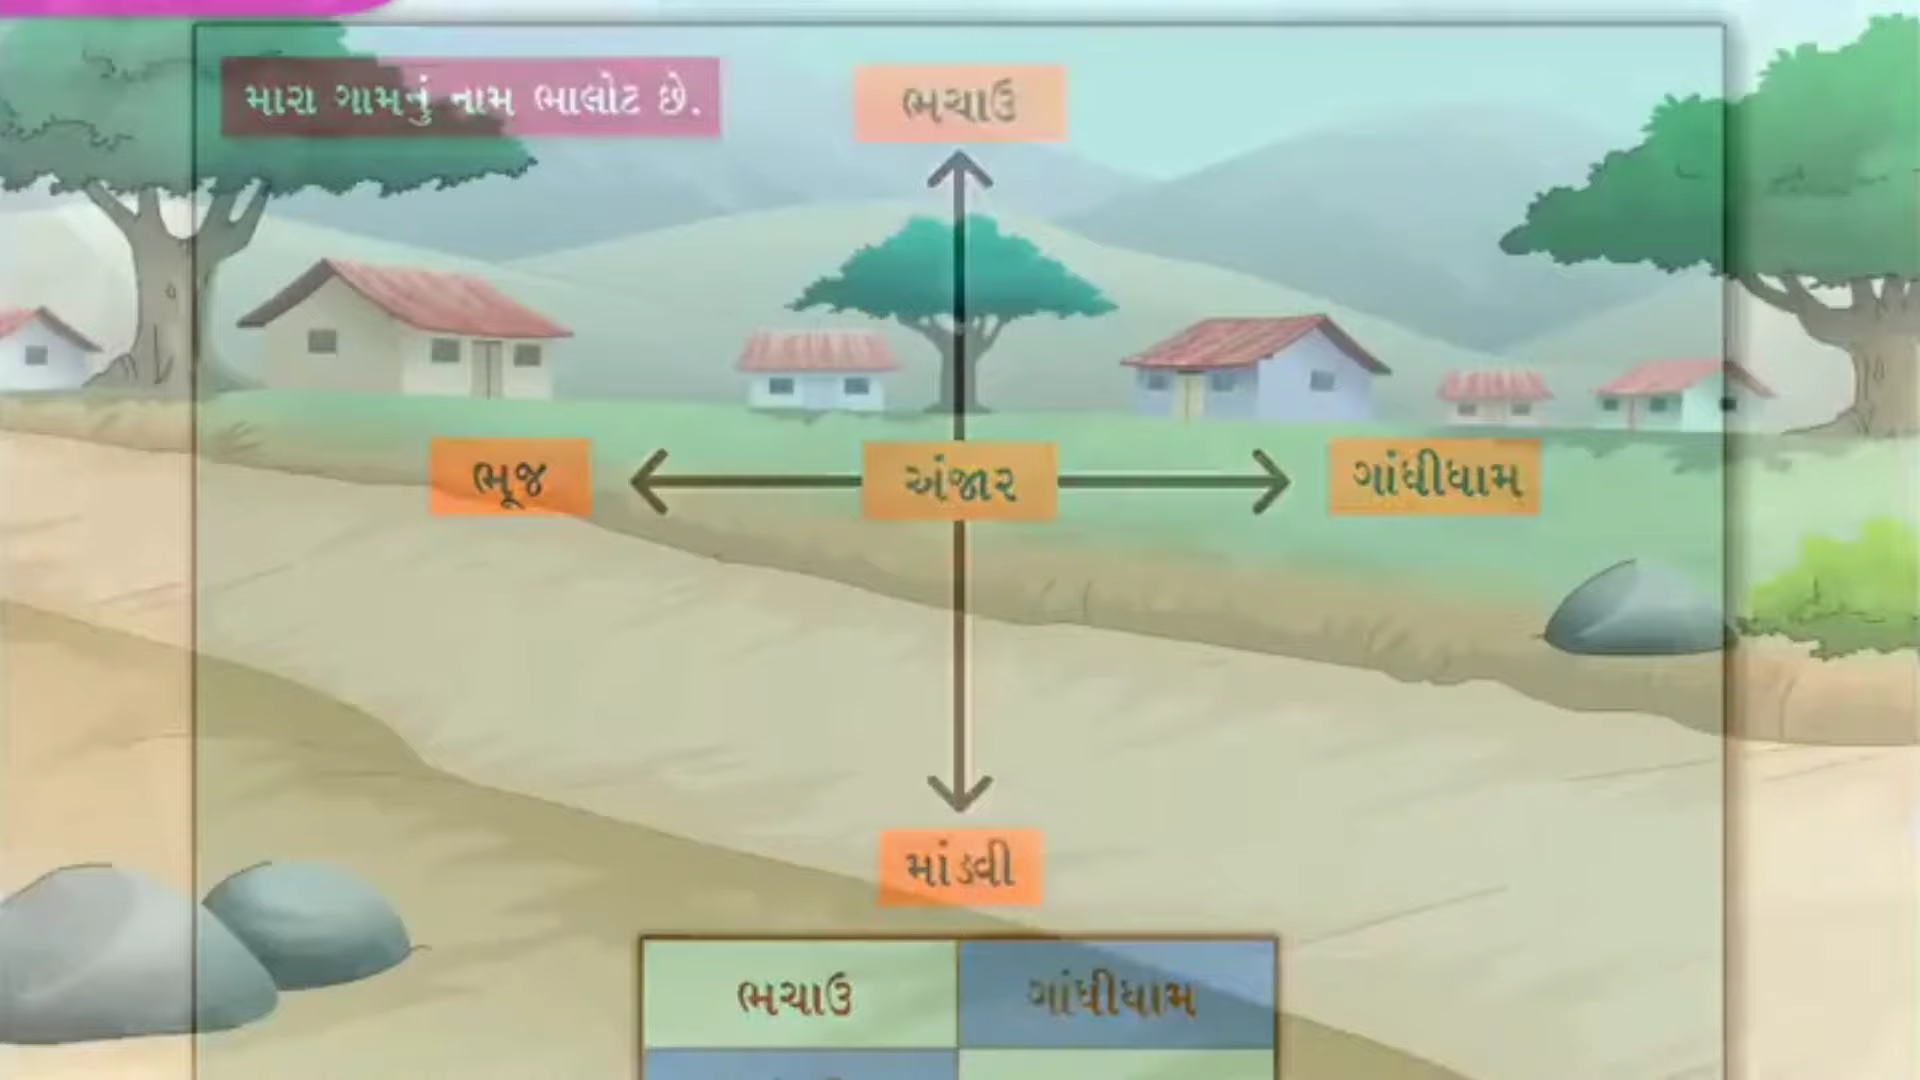 મારા ગામનું નામ ભાલોટ છે.
ભચાઉ
ભૂજ
અંજાર
ગાંધીધામ
માંડવી
ભચાઉ
ગાંધીધામ